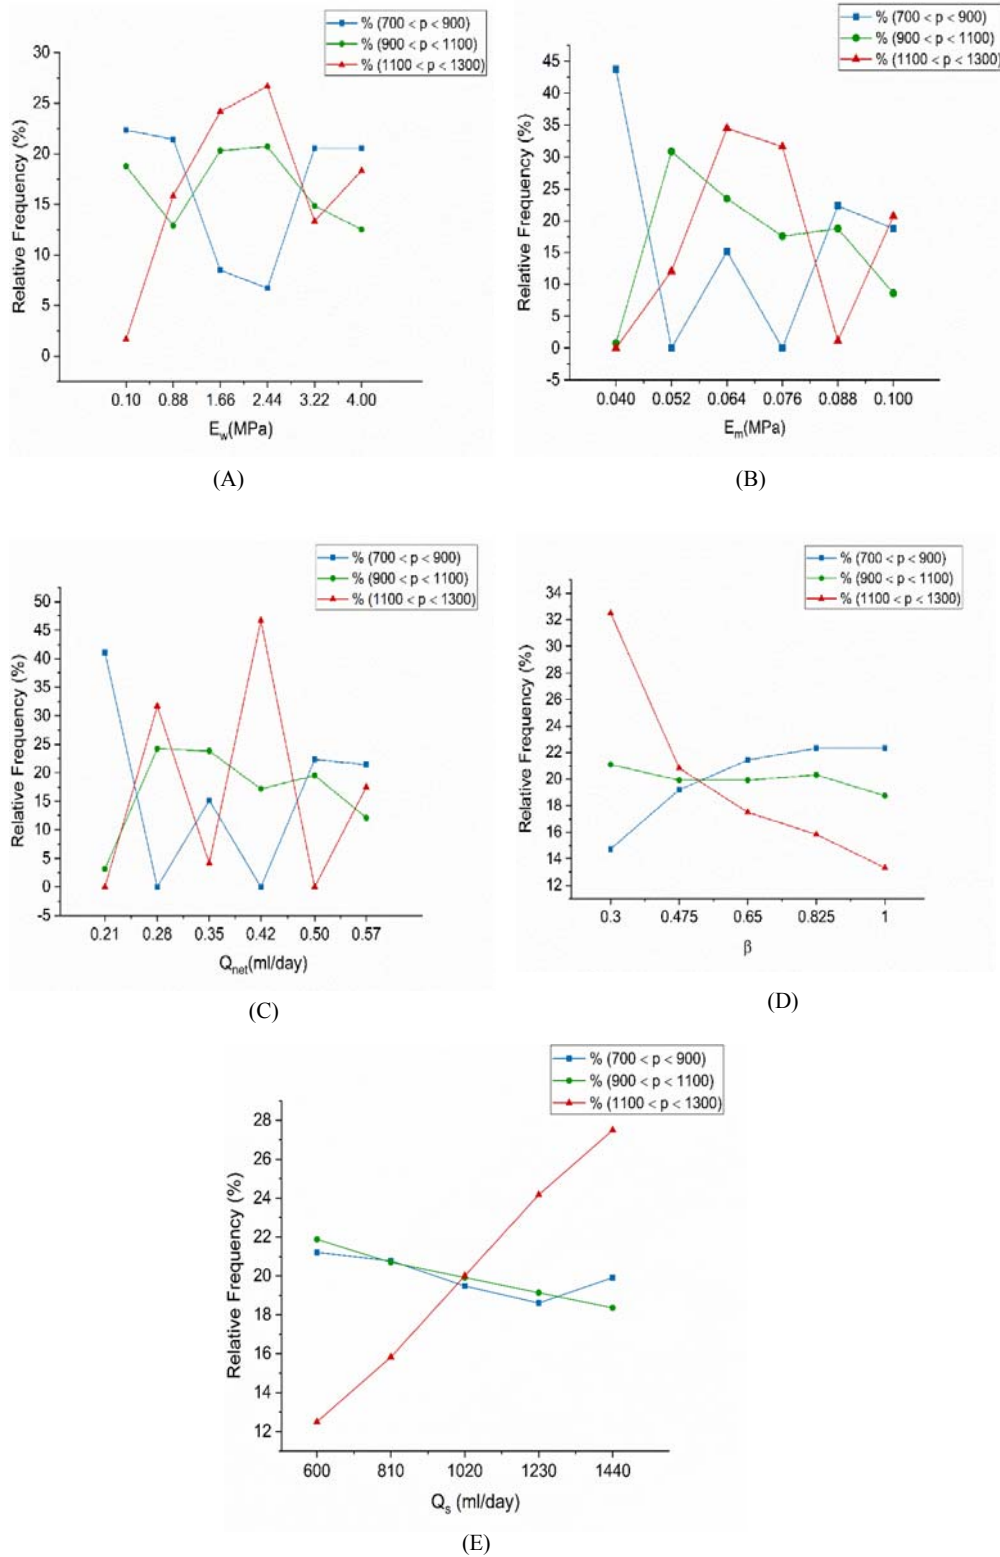 % (700 < p < 900)
% (900 < p < 1100)
% (1100 < p < 1300)
30
25
20
15
10
5
0
Relative Frequency (%)
0.10 0.88 1.66 2.44 3.22 4.00
E_w(MPa)
(A)
% (700 < p < 900)
% (900 < p < 1100)
% (1100 < p < 1300)
45
40
35
30
25
20
15
10
5
0
-5
Relative Frequency (%)
0.040 0.052 0.064 0.076 0.088 0.100
E_m(MPa)
(B)
% (700 < p < 900)
% (900 < p < 1100)
% (1100 < p < 1300)
50
45
40
35
30
25
20
15
10
5
0
-5
Relative Frequency (%)
0.21 0.28 0.35 0.42 0.50 0.57
Q_net(ml/day)
(C)
% (700 < p < 900)
% (900 < p < 1100)
% (1100 < p < 1300)
34
32
30
28
26
24
22
20
18
16
14
12
Relative Frequency (%)
0.3 0.475 0.65 0.825 1
β
(D)
% (700 < p < 900)
% (900 < p < 1100)
% (1100 < p < 1300)
28
26
24
22
20
18
16
14
12
Relative Frequency (%)
600 810 1020 1230 1440
Q_s (ml/day)
(E)